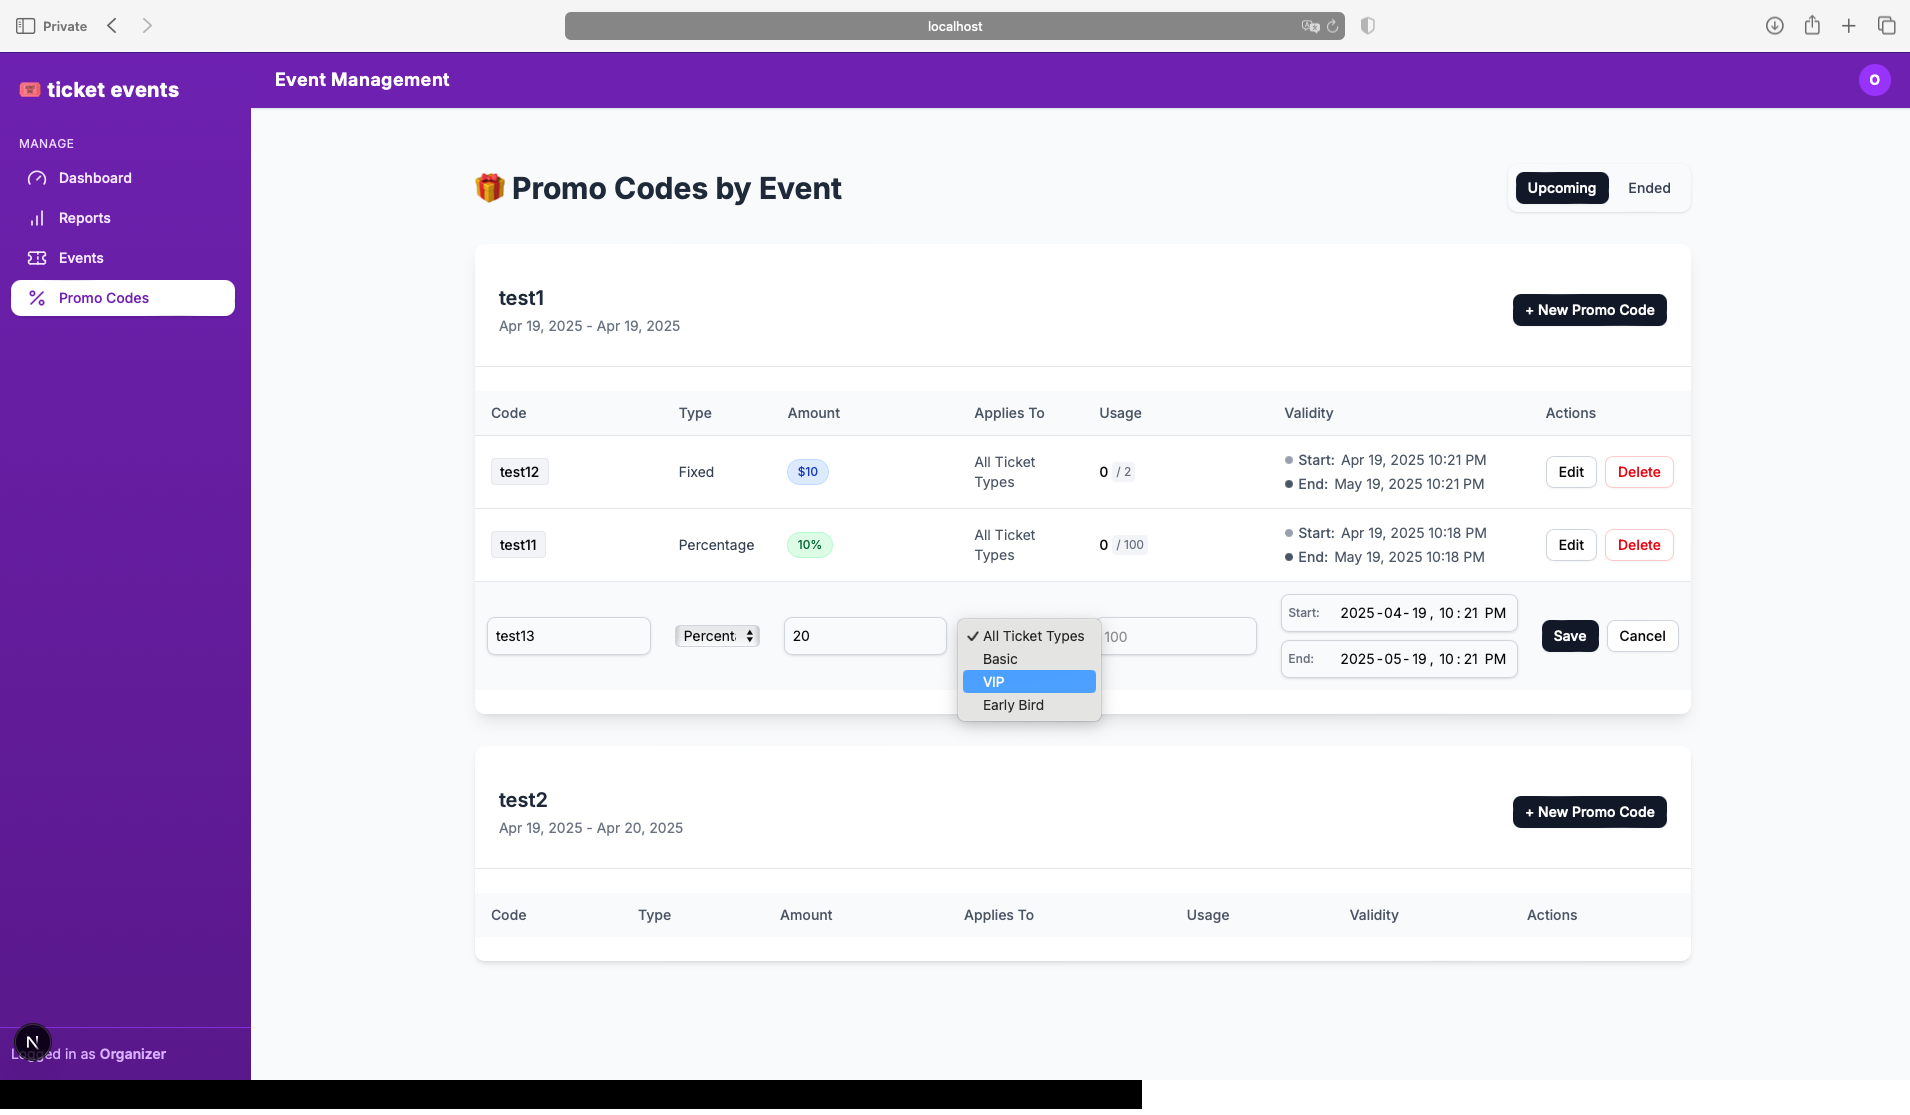 Private
localhost
ticket events
Event Management
O
MANAGE
Dashboard
Reports
Events
Promo Codes
Promo Codes by Event
Upcoming Ended
test1
Apr 19, 2025 - Apr 19, 2025
+ New Promo Code
Code Type Amount Applies To Usage Validity Actions
test12 Fixed $10 All Ticket Types 0 / 2 Start: Apr 19, 2025 10:21 PM
End: May 19, 2025 10:21 PM
Edit Delete
test11 Percentage 10% All Ticket Types 0 / 100 Start: Apr 19, 2025 10:18 PM
End: May 19, 2025 10:18 PM
Edit Delete
test13 Percenta 20 100
✓ All Ticket Types
Basic
VIP
Early Bird
Start: 2025-04-19, 10:21 PM
End: 2025-05-19, 10:21 PM
Save Cancel
test2
Apr 19, 2025 - Apr 20, 2025
+ New Promo Code
Code Type Amount Applies To Usage Validity Actions
N
Logged in as Organizer